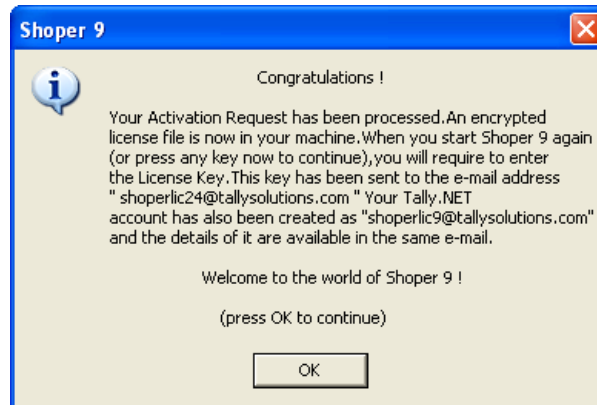 Shoper 9
Congratulations !
Your Activation Request has been processed.An encrypted
license file is now in your machine.When you start Shoper 9 again
(or press any key now to continue),you will require to enter
the License Key.This key has been sent to the e-mail address
" shoperlic24@tallysolutions.com " Your Tally.NET
account has also been created as "shoperlic9@tallysolutions.com"
and the details of it are available in the same e-mail.
Welcome to the world of Shoper 9 !
(press OK to continue)
OK